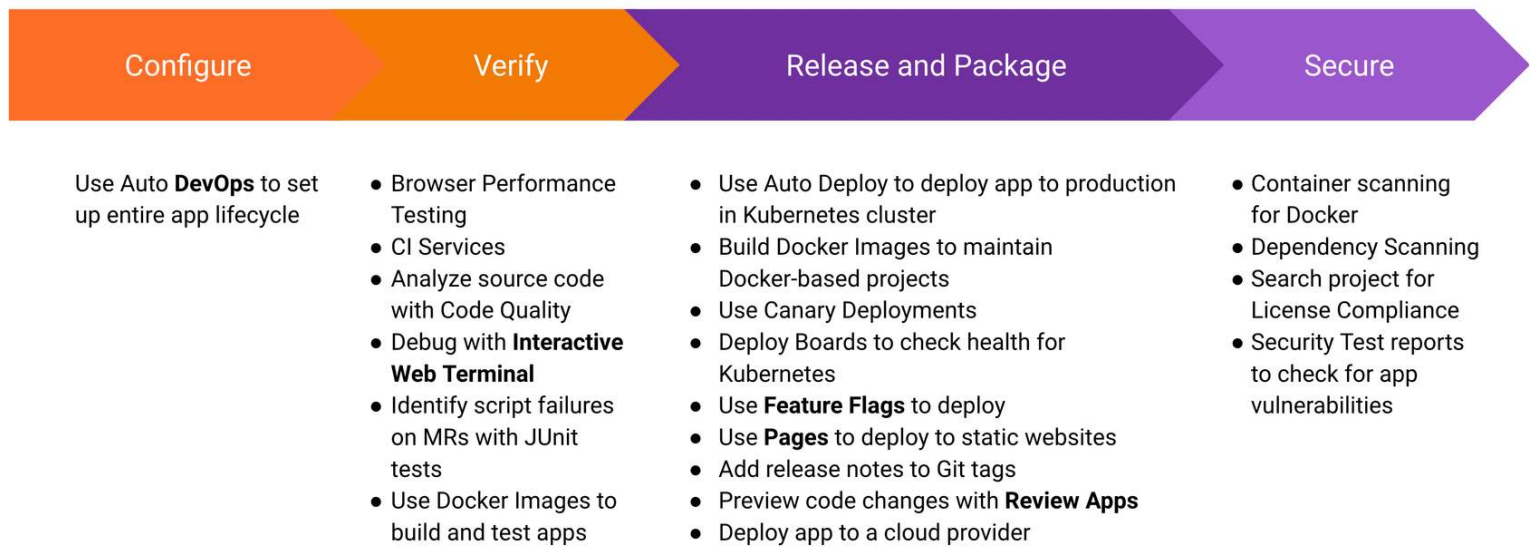 Configure
Verify
Release and Package
Secure
Use Auto DevOps to set
up entire app lifecycle
● Browser Performance
Testing
● CI Services
● Analyze source code
with Code Quality
● Debug with Interactive
Web Terminal
● Identify script failures
on MRs with JUnit
tests
● Use Docker Images to
build and test apps
● Use Auto Deploy to deploy app to production
in Kubernetes cluster
● Build Docker Images to maintain
Docker-based projects
● Use Canary Deployments
● Deploy Boards to check health for
Kubernetes
● Use Feature Flags to deploy
● Use Pages to deploy to static websites
● Add release notes to Git tags
● Preview code changes with Review Apps
● Deploy app to a cloud provider
● Container scanning
for Docker
● Dependency Scanning
● Search project for
License Compliance
● Security Test reports
to check for app
vulnerabilities